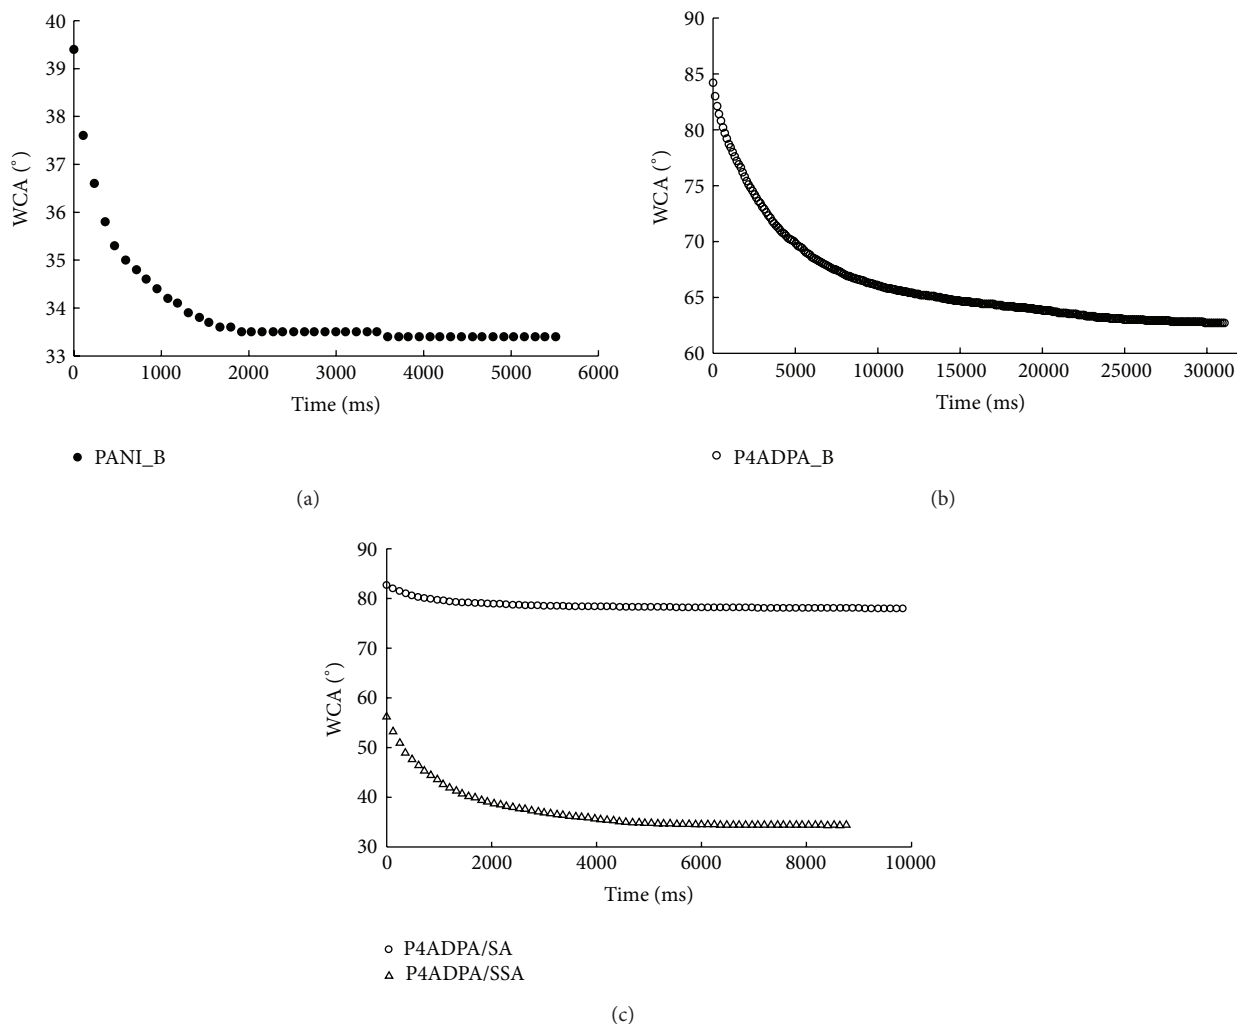 40
39
38
37
36
35
34
33
WCA (°)
0 1000 2000 3000 4000 5000 6000
Time (ms)
PANI_B
(a)
90
85
80
75
70
65
60
WCA (°)
0 5000 10000 15000 20000 25000 30000
Time (ms)
P4ADPA_B
(b)
90
80
70
60
50
40
30
WCA (°)
0 2000 4000 6000 8000 10000
Time (ms)
P4ADPA/SA
P4ADPA/SSA
(c)